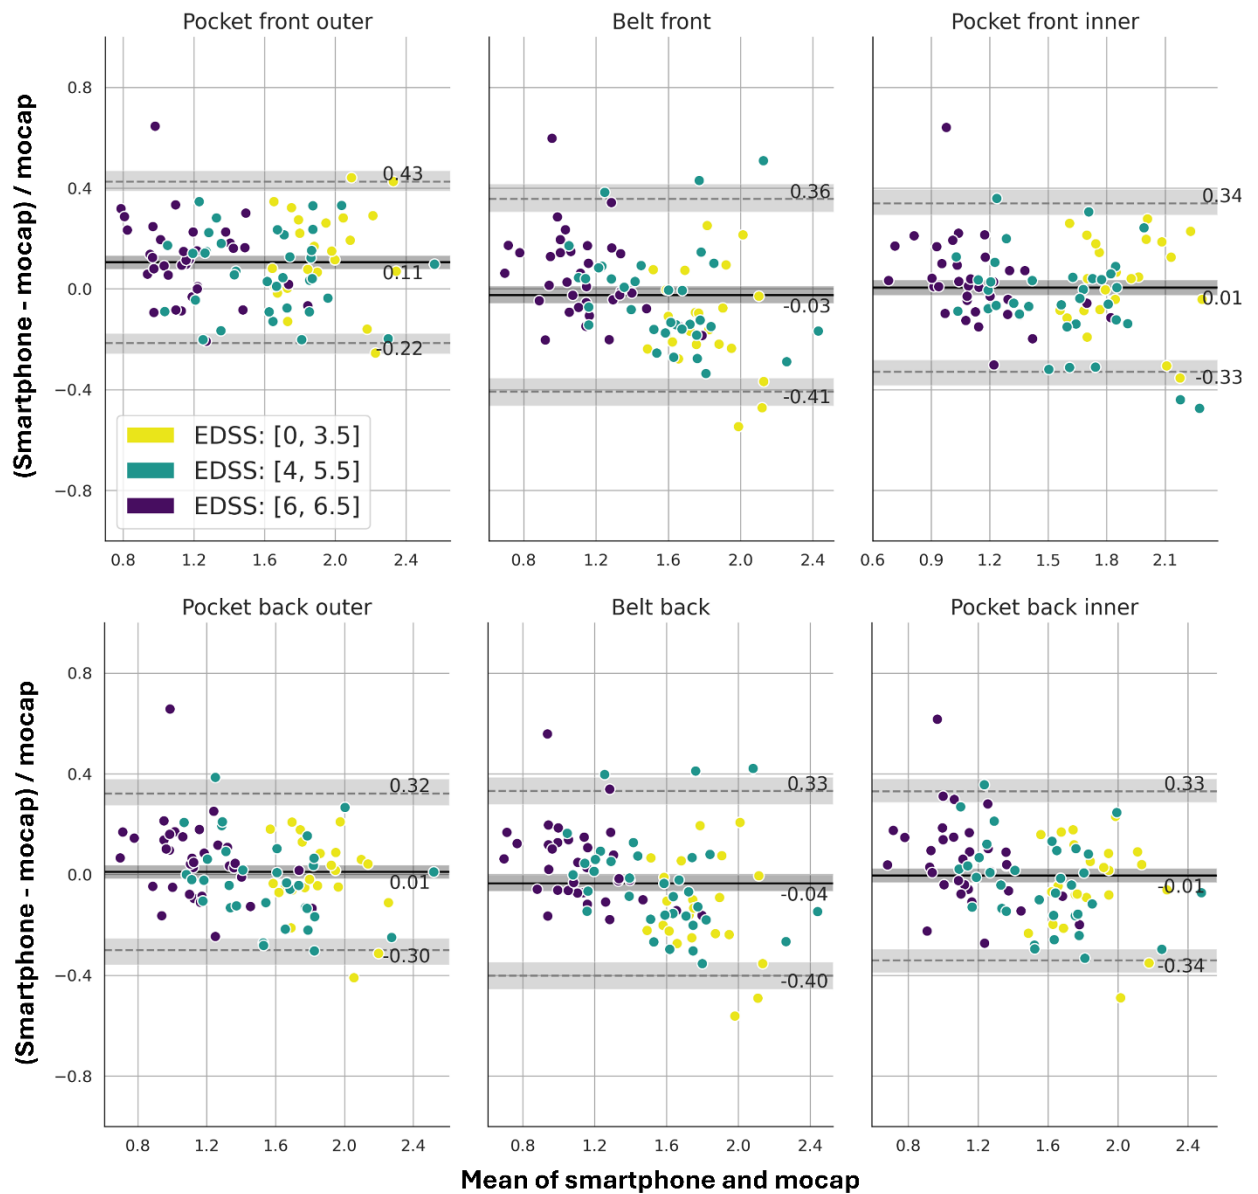 Pocket front outer
Belt front
Pocket front inner
(Smartphone - mocap) / mocap
0.8
0.4
0.0
−0.4
−0.8
0.43
0.11
-0.22
0.36
-0.03
-0.41
0.34
0.01
-0.33
EDSS: [0, 3.5]
EDSS: [4, 5.5]
EDSS: [6, 6.5]
0.8 1.2 1.6 2.0 2.4
0.8 1.2 1.6 2.0 2.4
0.6 0.9 1.2 1.5 1.8 2.1
Pocket back outer
Belt back
Pocket back inner
(Smartphone - mocap) / mocap
0.8
0.4
0.0
−0.4
−0.8
0.32
0.01
-0.30
0.33
-0.04
-0.40
0.33
-0.01
-0.34
0.8 1.2 1.6 2.0 2.4
0.8 1.2 1.6 2.0 2.4
0.8 1.2 1.6 2.0 2.4
Mean of smartphone and mocap